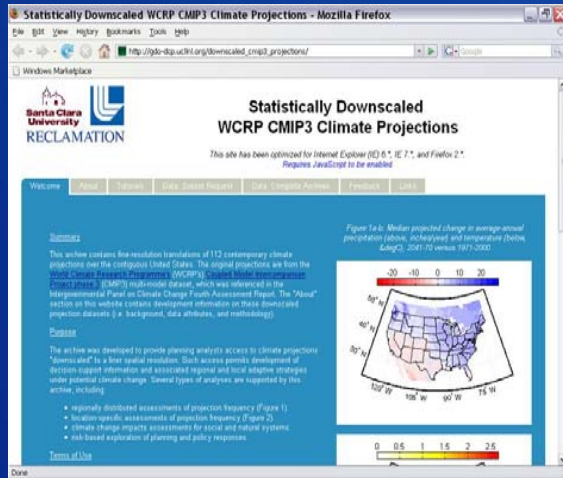 Statistically Downscaled WCRP CMIP3 Climate Projections - Mozilla Firefox
File Edit View History Bookmarks Tools Help
http://gdo-dcp.ucllnl.org/downscaled_cmip3_projections/
Google
Windows Marketplace
Santa Clara
University
RECLAMATION
Statistically Downscaled
WCRP CMIP3 Climate Projections
This site has been optimized for Internet Explorer (IE) 6.*, IE 7.*, and Firefox 2.*.
Requires JavaScript to be enabled
Welcome About Tutorials Data: Subset Request Data: Complete Archives Feedback Links
Summary
This archive contains fine-resolution translations of 112 contemporary climate
projections over the contiguous United States. The original projections are from the
World Climate Research Programme's (WCRP's) Coupled Model Intercomparison
Project phase 3 (CMIP3) multi-model dataset, which was referenced in the
Intergovernmental Panel on Climate Change Fourth Assessment Report. The "About"
section on this website contains development information on these downscaled
projection datasets (i.e. background, data attributes, and methodology).
Purpose
The archive was developed to provide planning analysts access to climate projections
"downscaled" to a finer spatial resolution. Such access permits development of
decision support information and associated regional and local adaptive strategies
under potential climate change. Several types of analyses are supported by this
archive, including:
• regionally distributed assessments of projection frequency (Figure 1).
• location-specific assessments of projection frequency (Figure 2).
• climate change impacts assessments for social and natural systems.
• risk-based exploration of planning and policy responses.
Terms of Use
Figure 1a-b: Median projected change in average-annual
precipitation (above, inches/year) and temperature (below,
&degC), 2041-70 versus 1971-2000.
-20 -10 0 10 20
50° N
40° N
30° N
120° W 105° W 90° W 75° W
0 0.5 1 1.5 2 2.5
Done